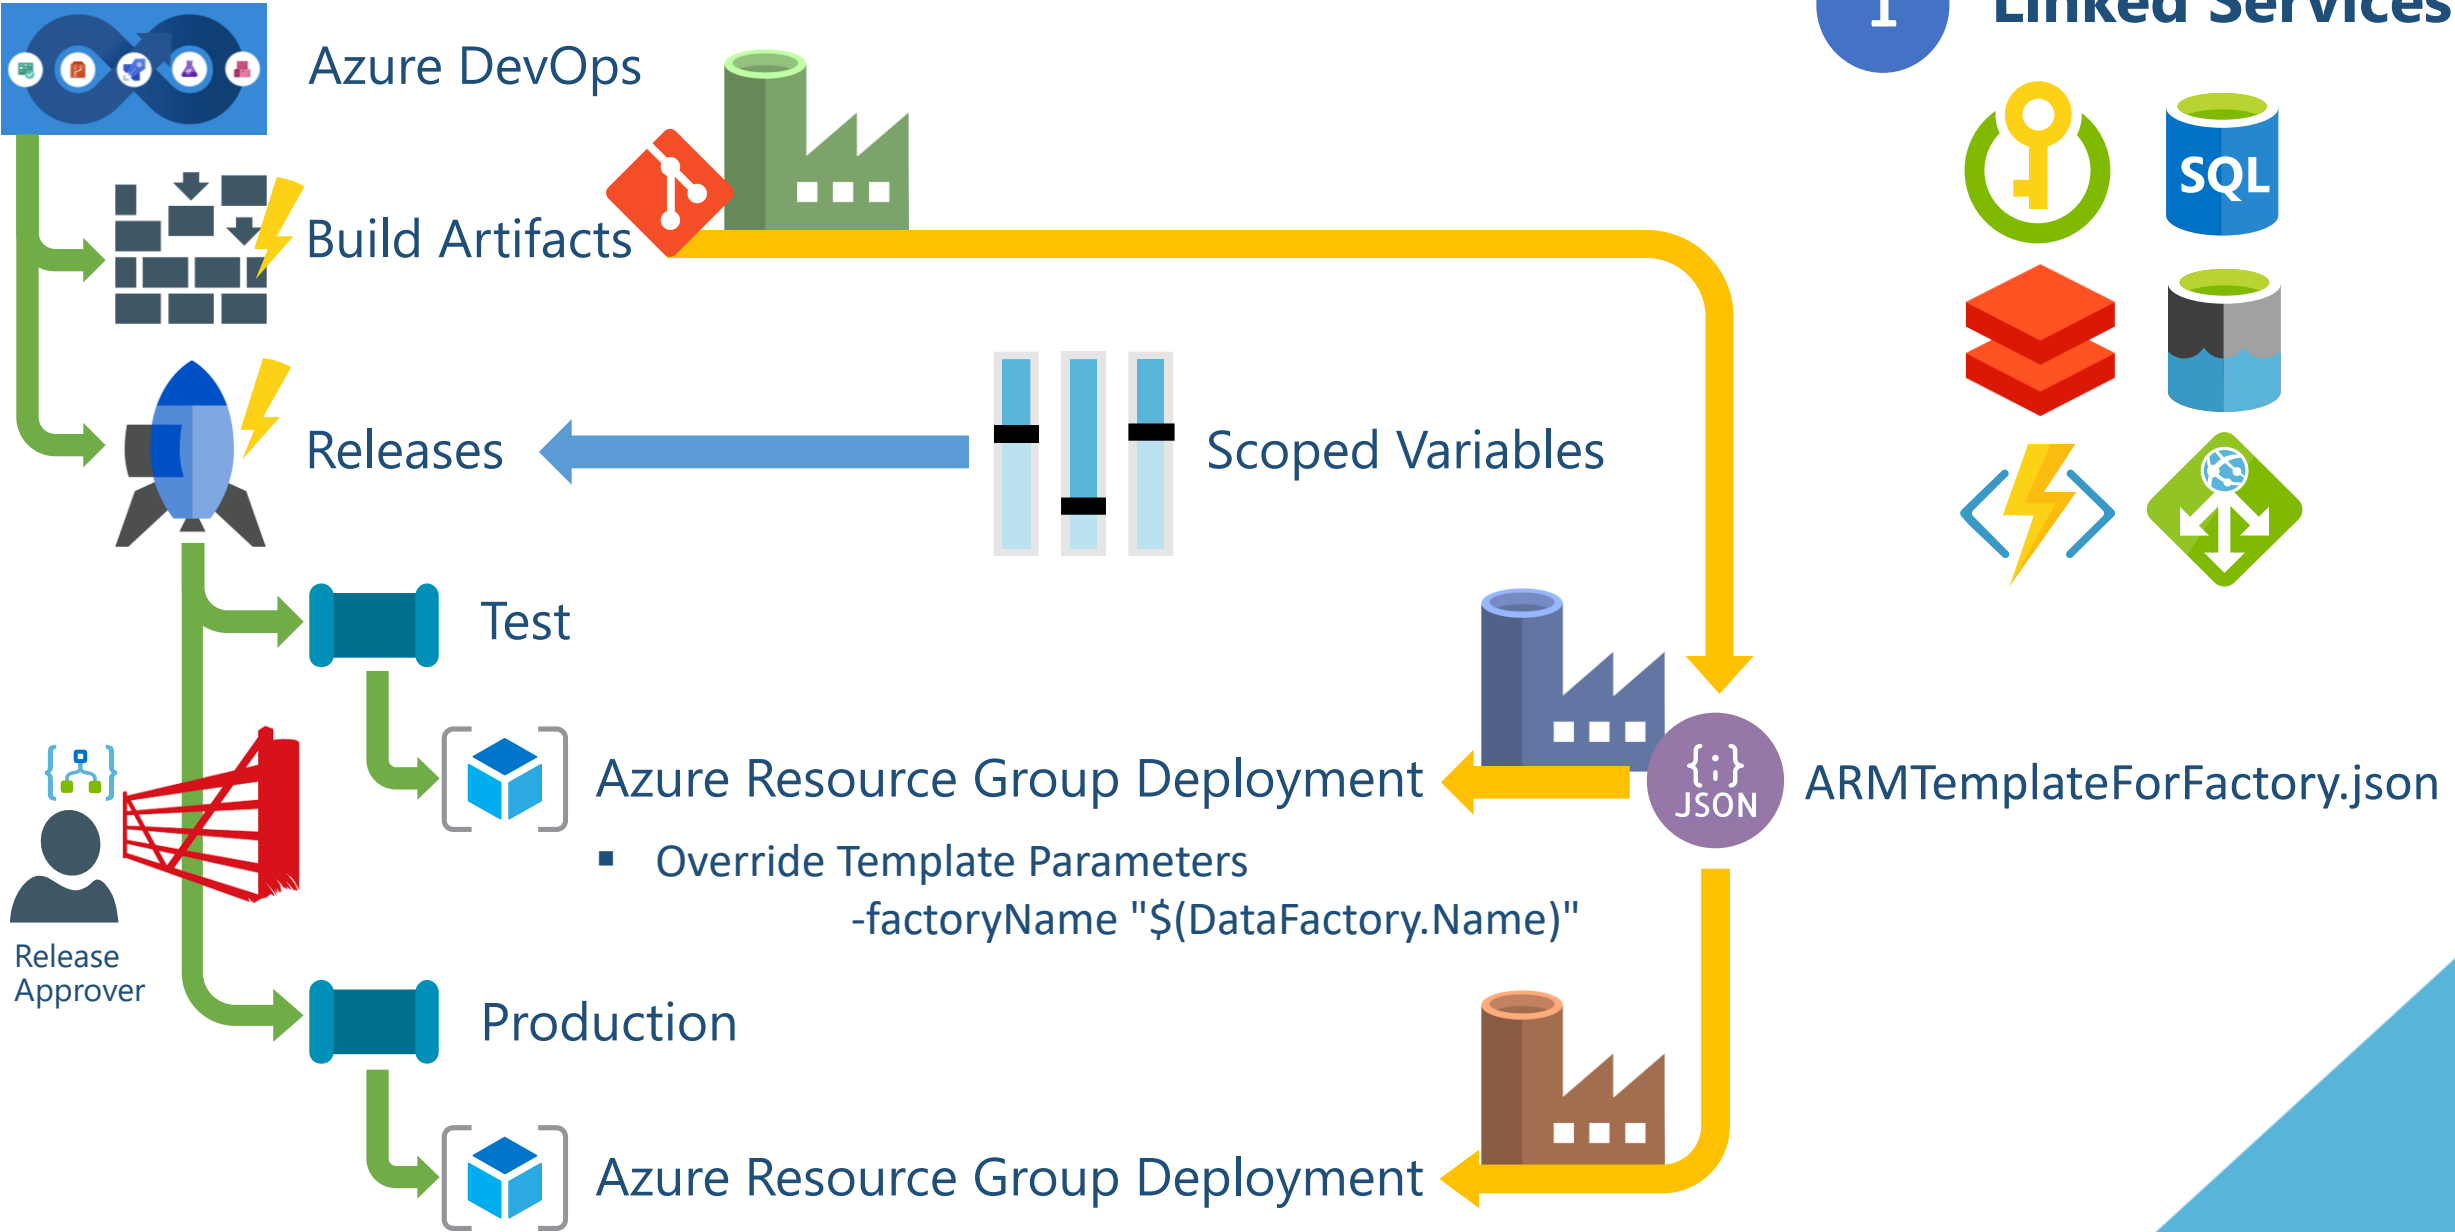 1
Linked Services
Azure DevOps
SQL
Build Artifacts
Releases
Scoped Variables
Test
Azure Resource Group Deployment
{;}
JSON
ARMTemplateForFactory.json
▪ Override Template Parameters
-factoryName "$(DataFactory.Name)"
Release
Approver
Production
Azure Resource Group Deployment